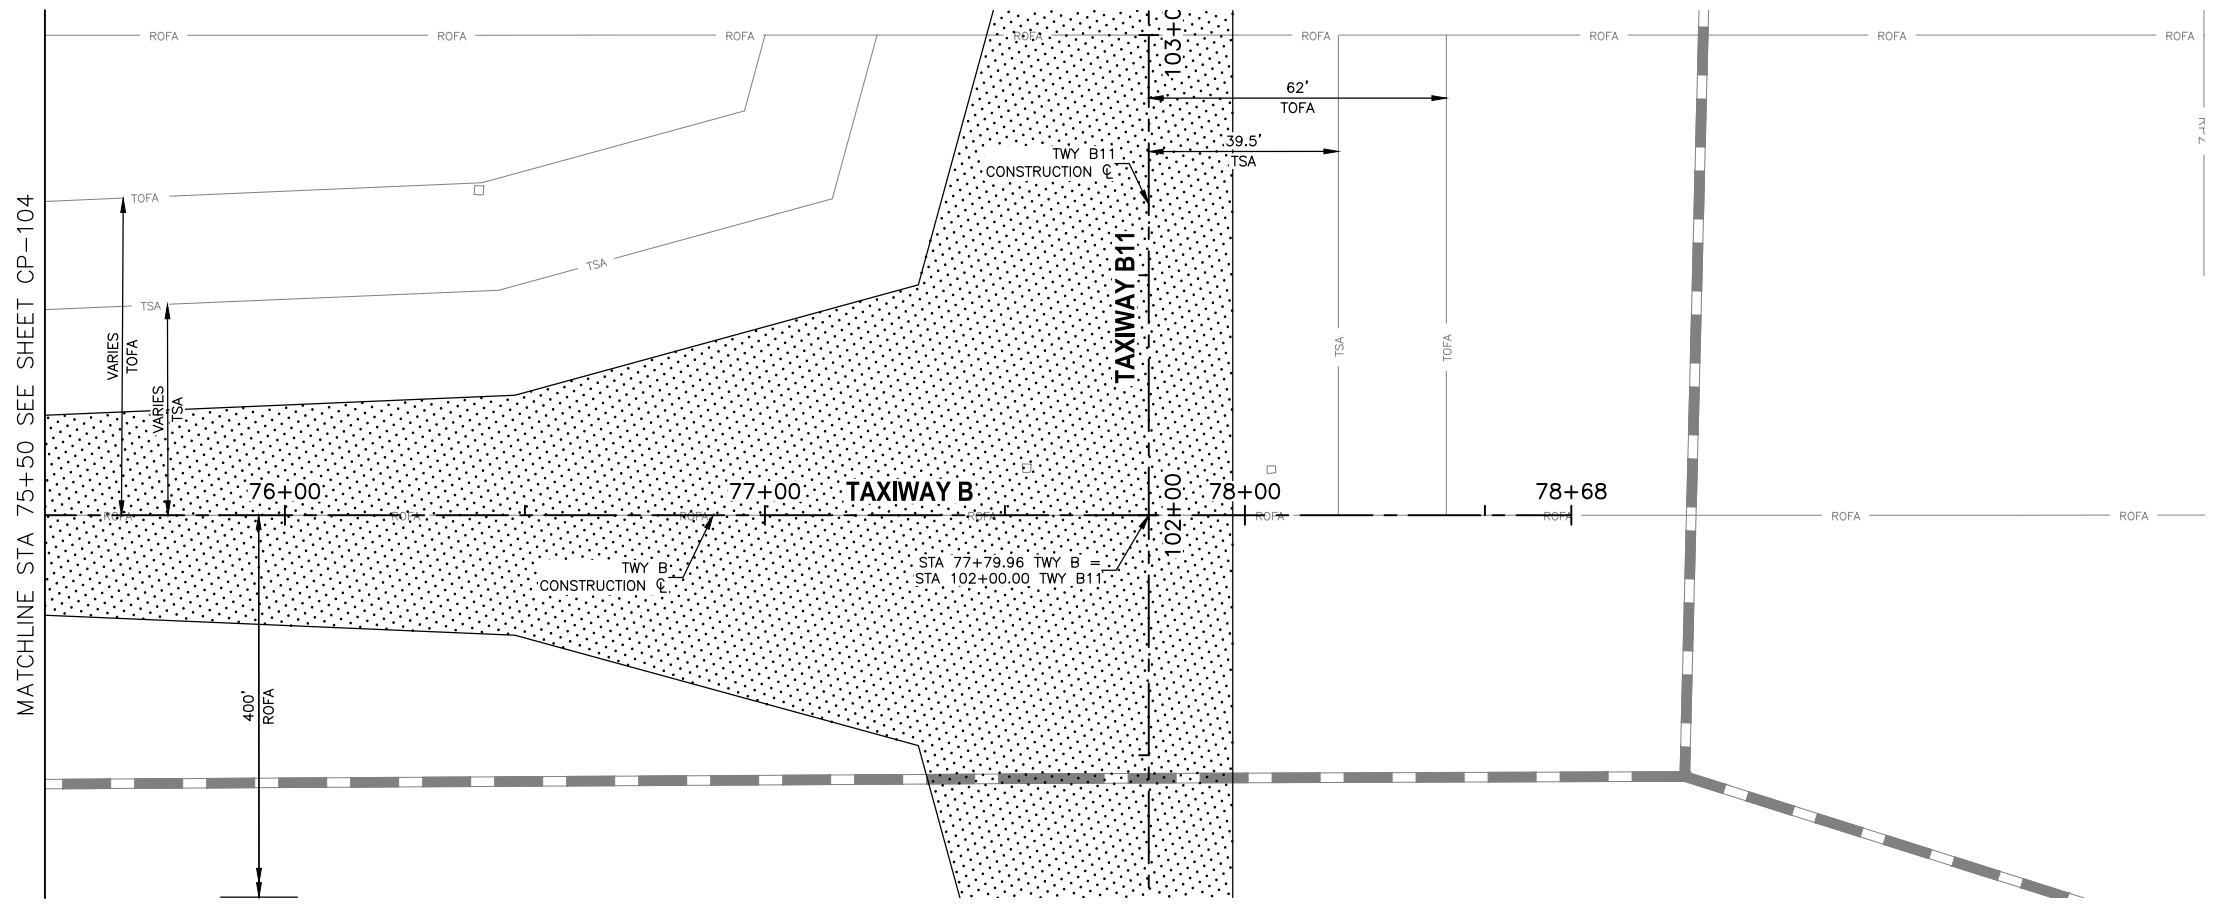 ROFA ROFA ROFA ROFA ROFA ROFA ROFA ROFA
103+
62'
TOFA
39.5'
TSA
TWY B11
CONSTRUCTION ℄
TOFA
TSA
TSA
VARIES
TOFA
VARIES
TSA
TAXIWAY B11
TSA
TOFA
MATCHLINE STA 75+50 SEE SHEET CP-104
76+00
77+00
TAXIWAY B
102+00
78+00
78+68
ROFA ROFA ROFA ROFA ROFA ROFA ROFA ROFA
TWY B
CONSTRUCTION ℄
STA 77+79.96 TWY B =
STA 102+00.00 TWY B11
400'
ROFA